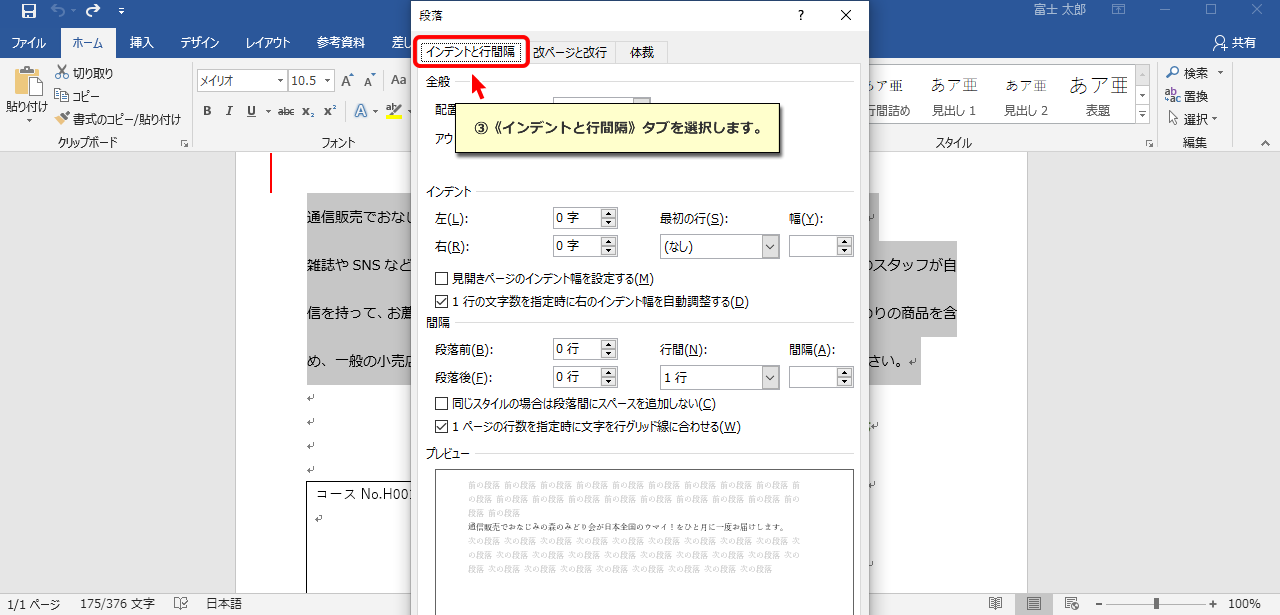 段落
?
富士 太郎
ファイル ホーム 挿入 デザイン レイアウト 参考資料 差し
共有
インデントと行間隔 改ページと改行 体裁
貼り付け
切り取り
コピー
書式のコピー/貼り付け
クリップボード
メイリオ 10.5
A A Aa
B I U abc x₂ x² A
フォント
全般
配置
アウ
③《インデントと行間隔》タブを選択します。
あア亜 あア亜 あア亜 あア亜
行間詰め 見出し 1 見出し 2 表題
スタイル
検索
置換
選択
編集
インデント
左(L): 0 字 最初の行(S): 幅(Y):
右(R): 0 字 (なし)
見開きページのインデント幅を設定する(M)
1 行の文字数を指定時に右のインデント幅を自動調整する(D)
間隔
段落前(B): 0 行 行間(N): 間隔(A):
段落後(F): 0 行 1 行
同じスタイルの場合は段落間にスペースを追加しない(C)
1 ページの行数を指定時に文字を行グリッド線に合わせる(W)
プレビュー
前の段落 前の段落 前の段落 前の段落 前の段落 前の段落 前の段落 前の段落 前の段落 前
の段落 前の段落 前の段落 前の段落 前の段落 前の段落 前の段落 前の段落 前の段落 前の
段落 前の段落
通信販売でおなじみの森のみどり会が日本全国のウマイ！をひと月に一度お届けします。
次の段落 次の段落 次の段落 次の段落 次の段落 次の段落 次の段落 次の段落 次の段落 次
の段落 次の段落 次の段落 次の段落 次の段落 次の段落 次の段落 次の段落 次の段落 次の
段落 次の段落 次の段落 次の段落 次の段落 次の段落 次の段落 次の段落 次の段落
通信販売でおなじ
雑誌や SNS など
のスタッフが自
信を持って、お薦
わりの商品を含
め、一般の小売店
さい。
コース No.H001
1/1 ページ 175/376 文字 日本語
100%